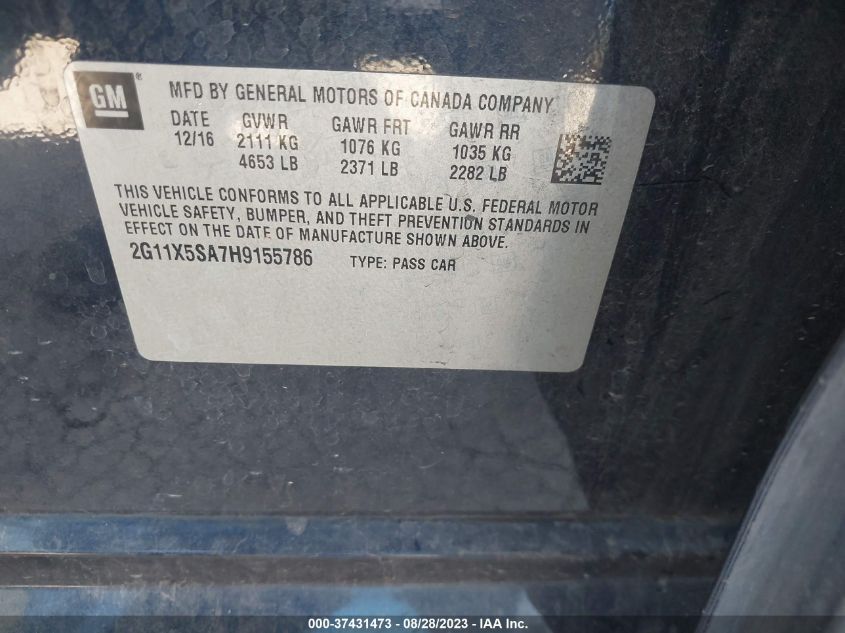 GM®
MFD BY GENERAL MOTORS OF CANADA COMPANY
DATE GVWR GAWR FRT GAWR RR
12/16 2111 KG 1076 KG 1035 KG
4653 LB 2371 LB 2282 LB
THIS VEHICLE CONFORMS TO ALL APPLICABLE U.S. FEDERAL MOTOR
VEHICLE SAFETY, BUMPER, AND THEFT PREVENTION STANDARDS IN
EFFECT ON THE DATE OF MANUFACTURE SHOWN ABOVE.
2G11X5SA7H9155786 TYPE: PASS CAR
000-37431473 - 08/28/2023 - IAA Inc.